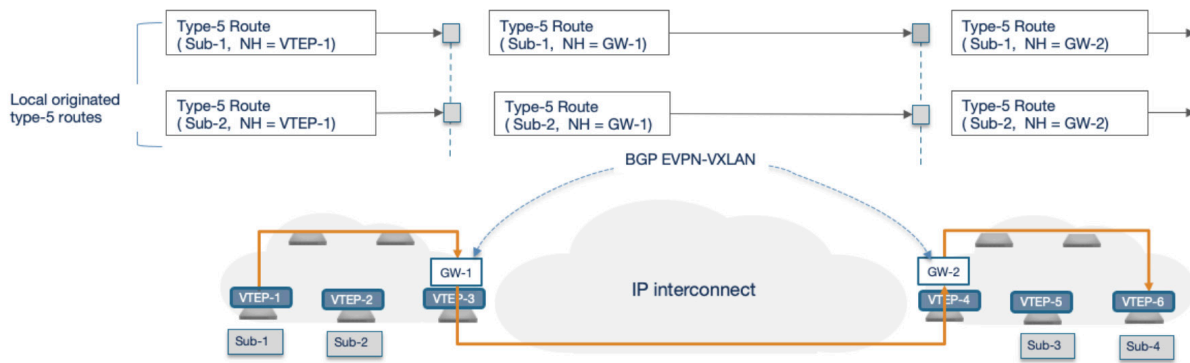 Type-5 Route
( Sub-1, NH = VTEP-1)
Type-5 Route
( Sub-1, NH = GW-1)
Type-5 Route
( Sub-1, NH = GW-2)
Local originated
type-5 routes
Type-5 Route
( Sub-2, NH = VTEP-1)
Type-5 Route
( Sub-2, NH = GW-1)
Type-5 Route
( Sub-2, NH = GW-2)
BGP EVPN-VXLAN
GW-1
GW-2
IP interconnect
VTEP-1
VTEP-2
VTEP-3
VTEP-4
VTEP-5
VTEP-6
Sub-1
Sub-2
Sub-3
Sub-4